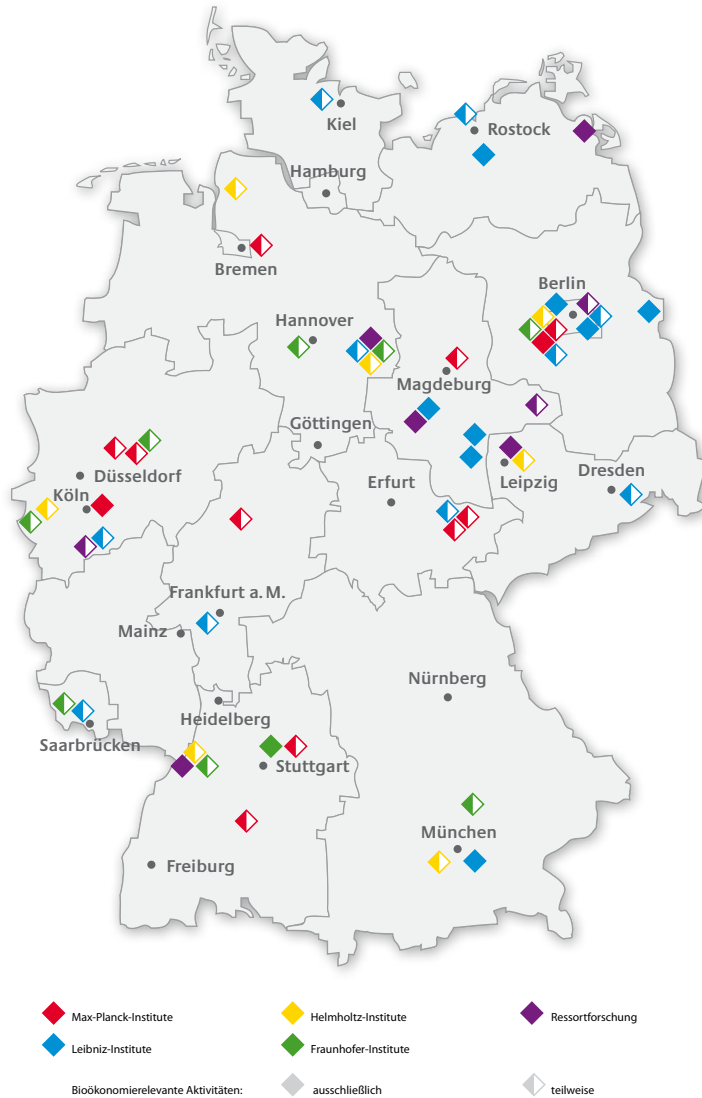 Kiel
Rostock
Hamburg
Bremen
Berlin
Hannover
Magdeburg
Göttingen
Düsseldorf
Köln
Erfurt
Leipzig
Dresden
Frankfurt a. M.
Mainz
Nürnberg
Heidelberg
Saarbrücken
Stuttgart
München
Freiburg
Max-Planck-Institute
Helmholtz-Institute
Ressortforschung
Leibniz-Institute
Fraunhofer-Institute
Bioökonomierelevante Aktivitäten:
ausschließlich
teilweise